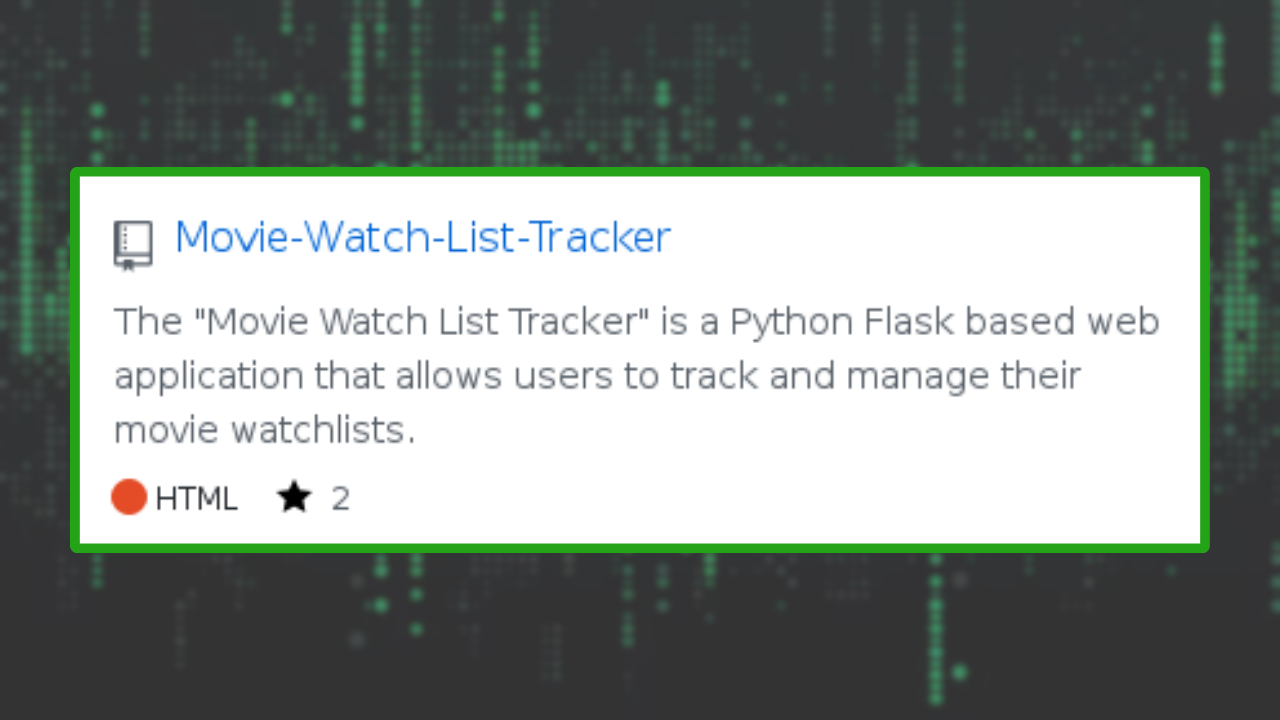 Movie-Watch-List-Tracker
The "Movie Watch List Tracker" is a Python Flask based web
application that allows users to track and manage their
movie watchlists.
HTML 2